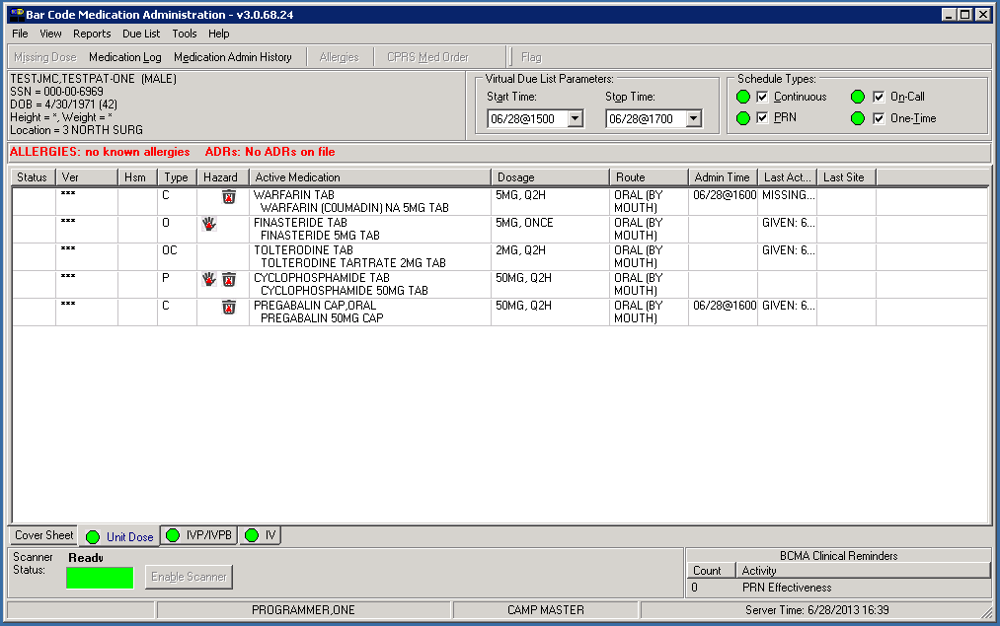 Bar Code Medication Administration - v3.0.68.24
File View Reports Due List Tools Help
Missing Dose Medication Log Medication Admin History Allergies CPRS Med Order Flag
TESTJMC,TESTPAT-ONE (MALE)
SSN = 000-00-6969
DOB = 4/30/1971 (42)
Height = *, Weight = *
Location = 3 NORTH SURG
Virtual Due List Parameters:
Start Time: Stop Time:
06/28@1500 06/28@1700
Schedule Types:
Continuous On-Call
PRN One-Time
ALLERGIES: no known allergies ADRs: No ADRs on file
Status Ver Hsm Type Hazard Active Medication Dosage Route Admin Time Last Act... Last Site
*** C WARFARIN TAB 5MG, Q2H ORAL (BY 06/28@1600 MISSING...
WARFARIN (COUMADIN) NA 5MG TAB MOUTH)
*** O FINASTERIDE TAB 5MG, ONCE ORAL (BY GIVEN: 6...
FINASTERIDE 5MG TAB MOUTH)
*** OC TOLTERODINE TAB 2MG, Q2H ORAL (BY GIVEN: 6...
TOLTERODINE TARTRATE 2MG TAB MOUTH)
*** P CYCLOPHOSPHAMIDE TAB 50MG, Q2H ORAL (BY
CYCLOPHOSPHAMIDE 50MG TAB MOUTH)
*** C PREGABALIN CAP,ORAL 50MG, Q2H ORAL (BY 06/28@1600 GIVEN: 6...
PREGABALIN 50MG CAP MOUTH)
Cover Sheet Unit Dose IVP/IVPB IV
Scanner Status: Ready
Enable Scanner
BCMA Clinical Reminders
Count Activity
0 PRN Effectiveness
PROGRAMMER,ONE CAMP MASTER Server Time: 6/28/2013 16:39